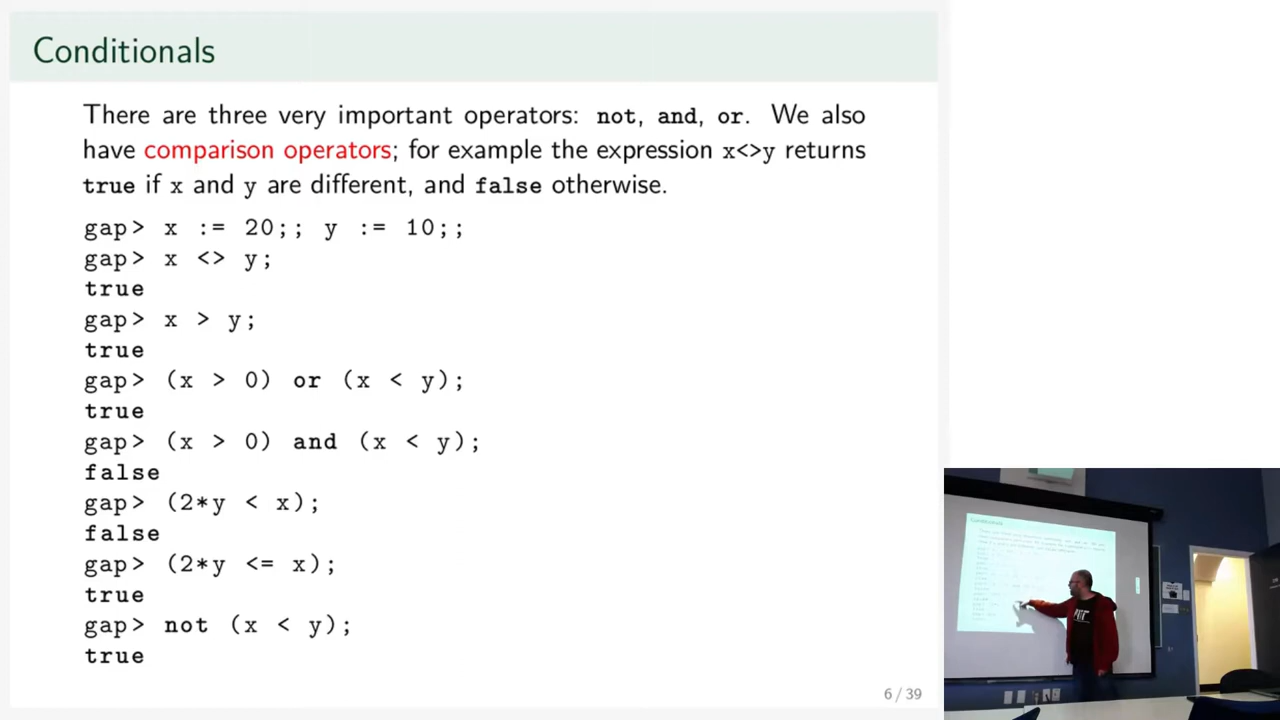 Conditionals
There are three very important operators: not, and, or. We also
have comparison operators; for example the expression x<>y returns
true if x and y are different, and false otherwise.
gap> x := 20;; y := 10;;
gap> x <> y;
true
gap> x > y;
true
gap> (x > 0) or (x < y);
true
gap> (x > 0) and (x < y);
false
gap> (2*y < x);
false
gap> (2*y <= x);
true
gap> not (x < y);
true
6 / 39
Conditionals